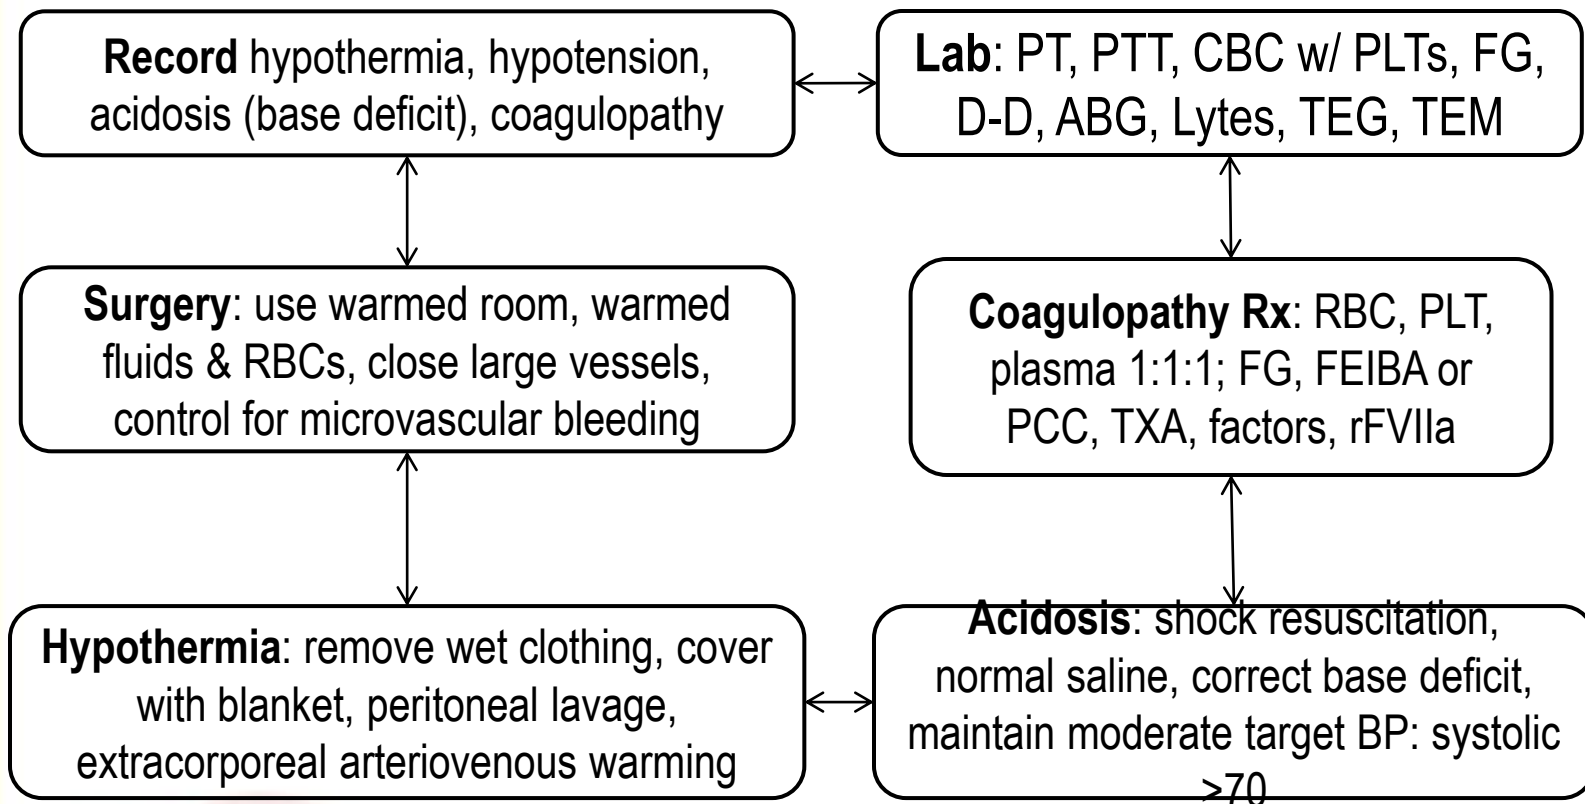 Record hypothermia, hypotension,
acidosis (base deficit), coagulopathy
Lab: PT, PTT, CBC w/ PLTs, FG,
D-D, ABG, Lytes, TEG, TEM
Surgery: use warmed room, warmed
fluids & RBCs, close large vessels,
control for microvascular bleeding
Coagulopathy Rx: RBC, PLT,
plasma 1:1:1; FG, FEIBA or
PCC, TXA, factors, rFVIIa
Hypothermia: remove wet clothing, cover
with blanket, peritoneal lavage,
extracorporeal arteriovenous warming
Acidosis: shock resuscitation,
normal saline, correct base deficit,
maintain moderate target BP: systolic
>70